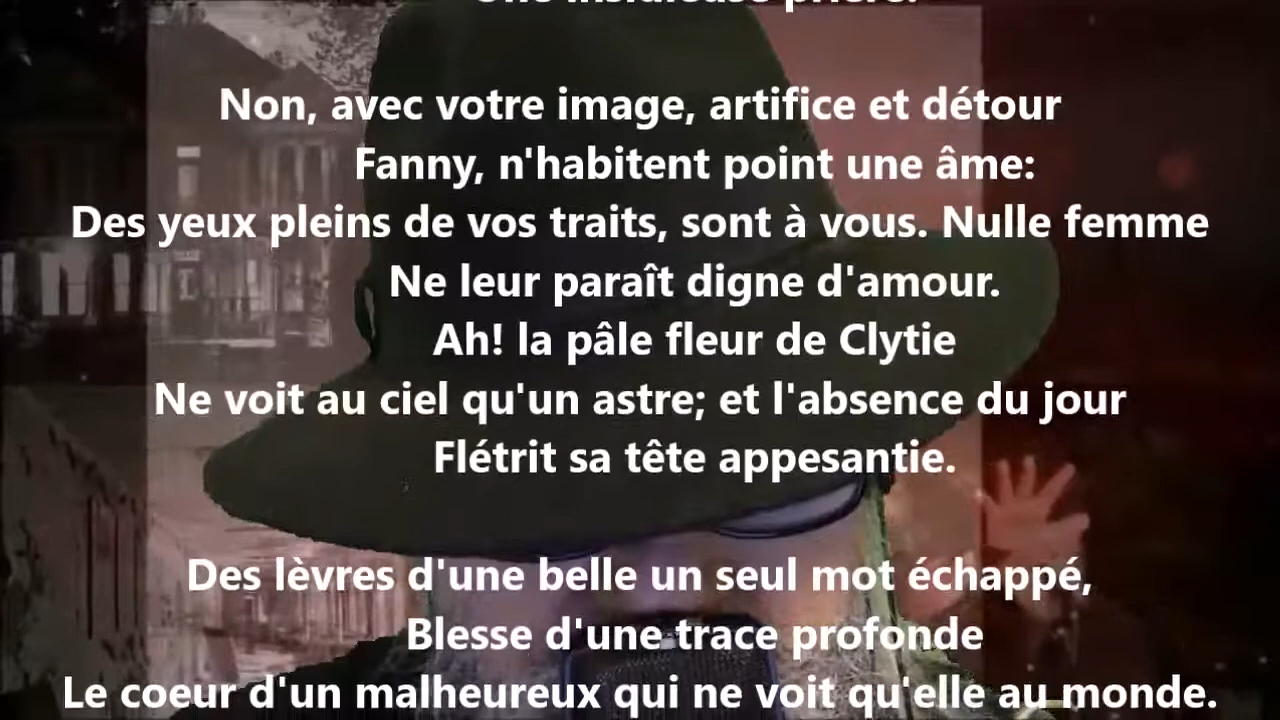 Une insidieuse prière.
Non, avec votre image, artifice et détour
Fanny, n'habitent point une âme:
Des yeux pleins de vos traits, sont à vous. Nulle femme
Ne leur paraît digne d'amour.
Ah! la pâle fleur de Clytie
Ne voit au ciel qu'un astre; et l'absence du jour
Flétrit sa tête appesantie.
Des lèvres d'une belle un seul mot échappé,
Blesse d'une trace profonde
Le coeur d'un malheureux qui ne voit qu'elle au monde.